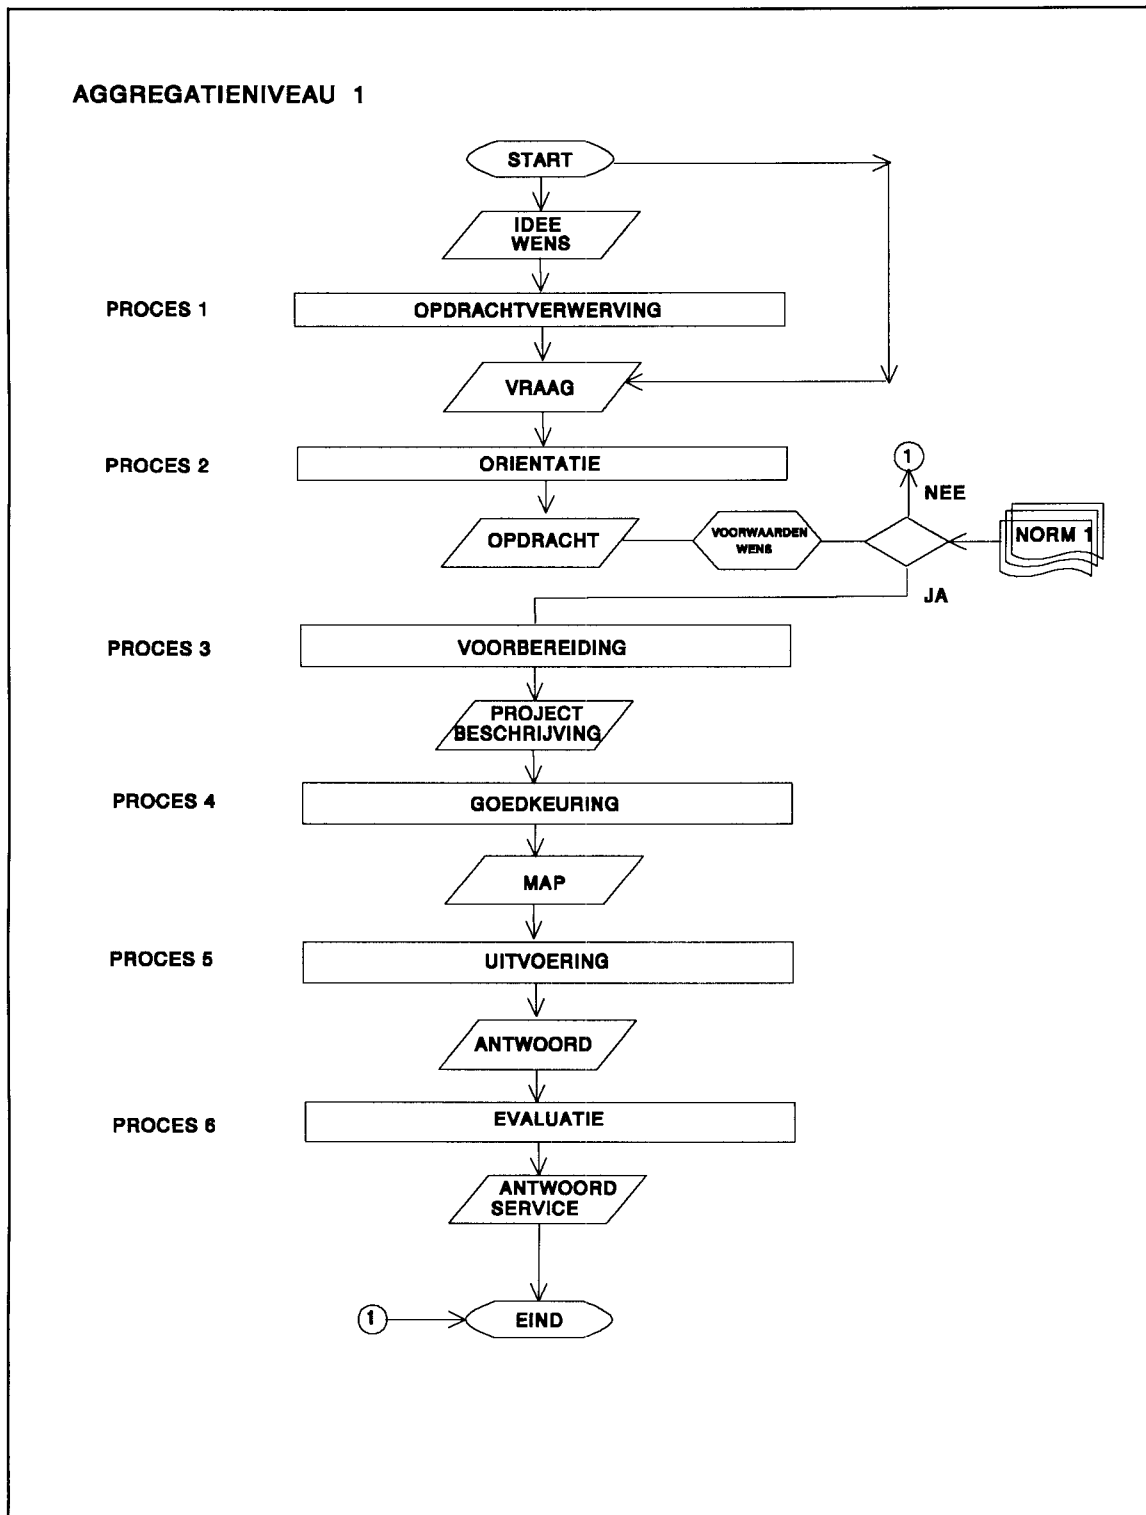 AGGREGATIENIVEAU 1
START
IDEE
WENS
PROCES 1
OPDRACHTVERWERVING
VRAAG
PROCES 2
ORIENTATIE
1
NEE
OPDRACHT
VOORWAARDEN
WENS
NORM 1
JA
PROCES 3
VOORBEREIDING
PROJECT
BESCHRIJVING
PROCES 4
GOEDKEURING
MAP
PROCES 5
UITVOERING
ANTWOORD
PROCES 6
EVALUATIE
ANTWOORD
SERVICE
1
EIND